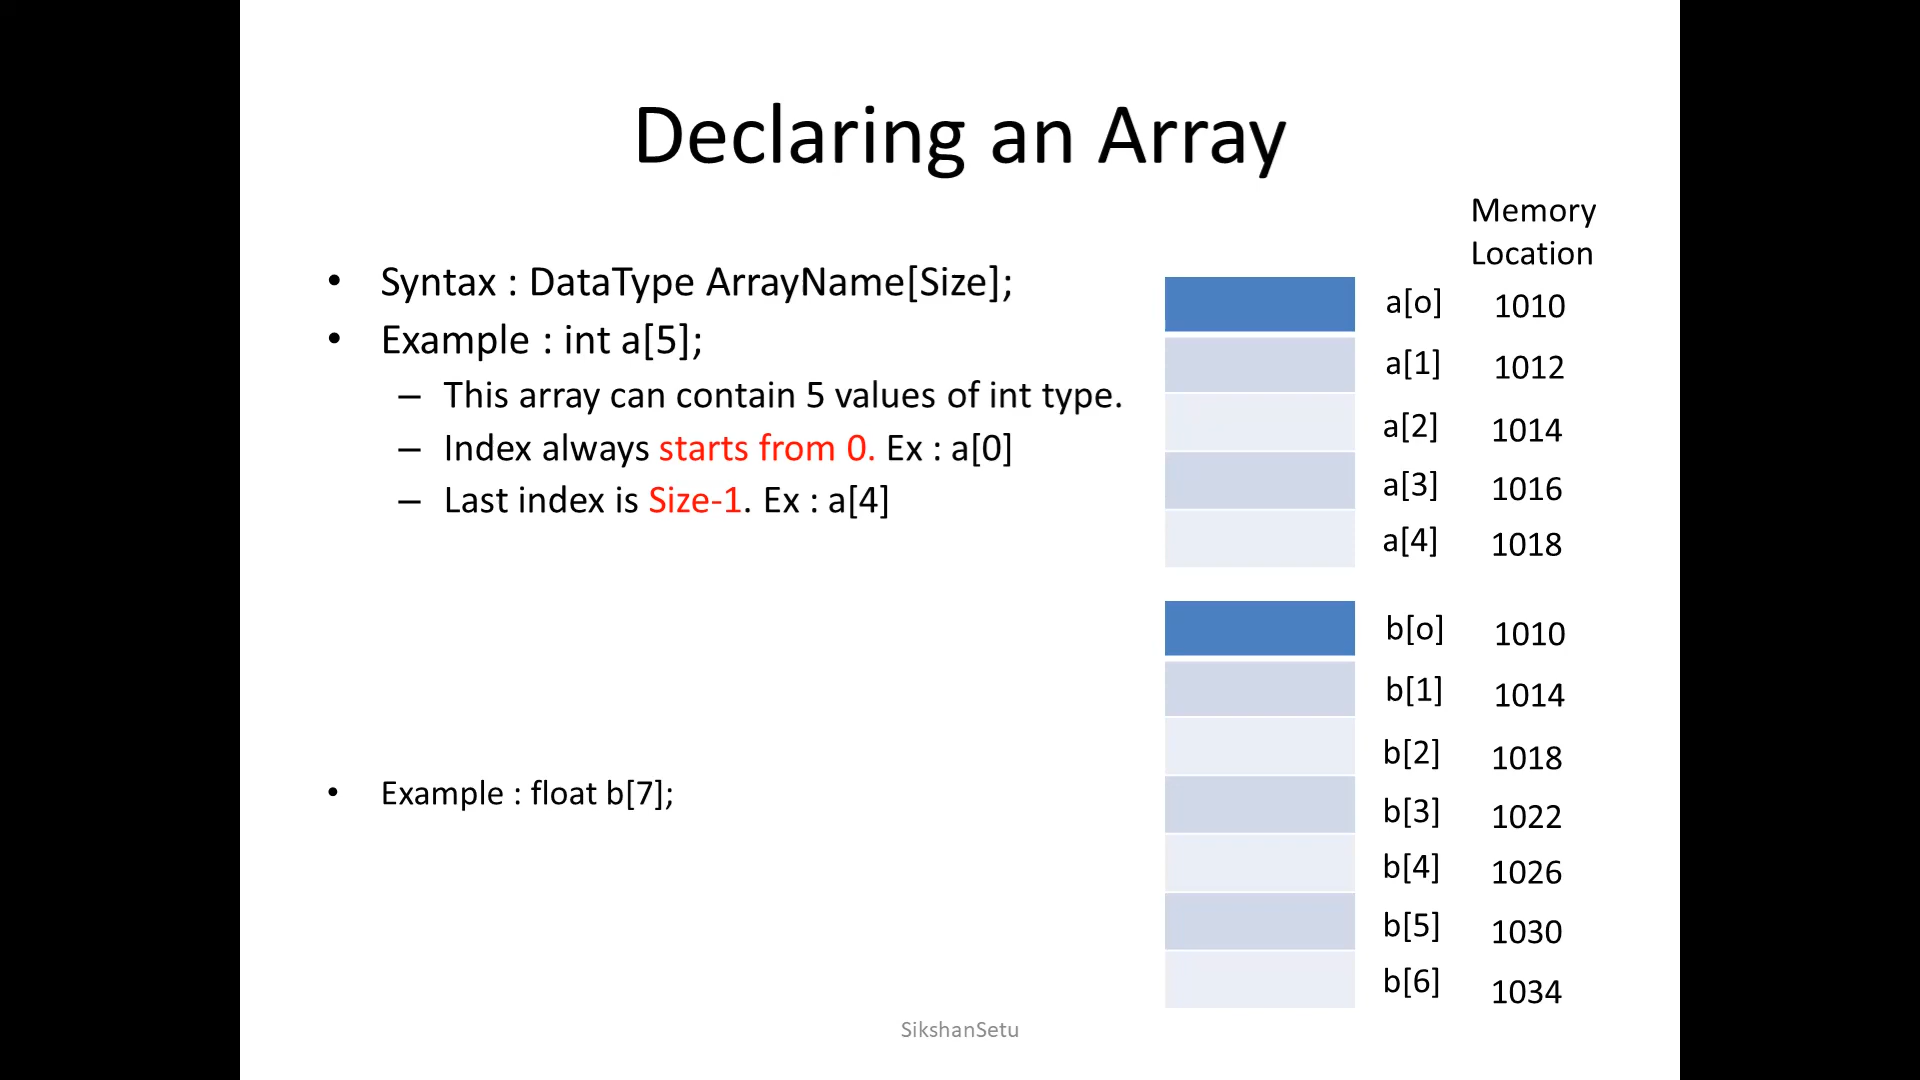 Declaring an Array
• Syntax : DataType ArrayName[Size];
• Example : int a[5];
– This array can contain 5 values of int type.
– Index always starts from 0. Ex : a[0]
– Last index is Size-1. Ex : a[4]
• Example : float b[7];
Memory
Location
a[o] 1010
a[1] 1012
a[2] 1014
a[3] 1016
a[4] 1018
b[o] 1010
b[1] 1014
b[2] 1018
b[3] 1022
b[4] 1026
b[5] 1030
b[6] 1034
SikshanSetu